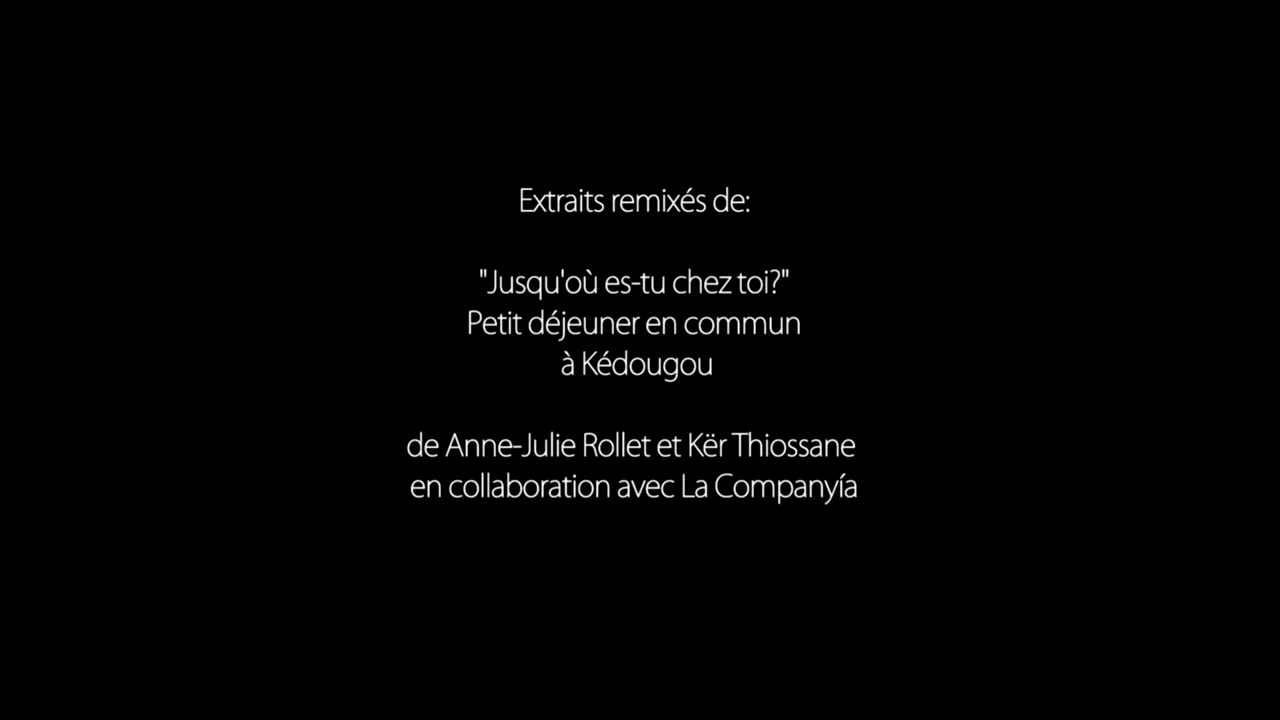 Extraits remixés de:
"Jusqu'où es-tu chez toi?"
Petit déjeuner en commun
à Kédougou
de Anne-Julie Rollet et Kër Thiossane
en collaboration avec La Companyía